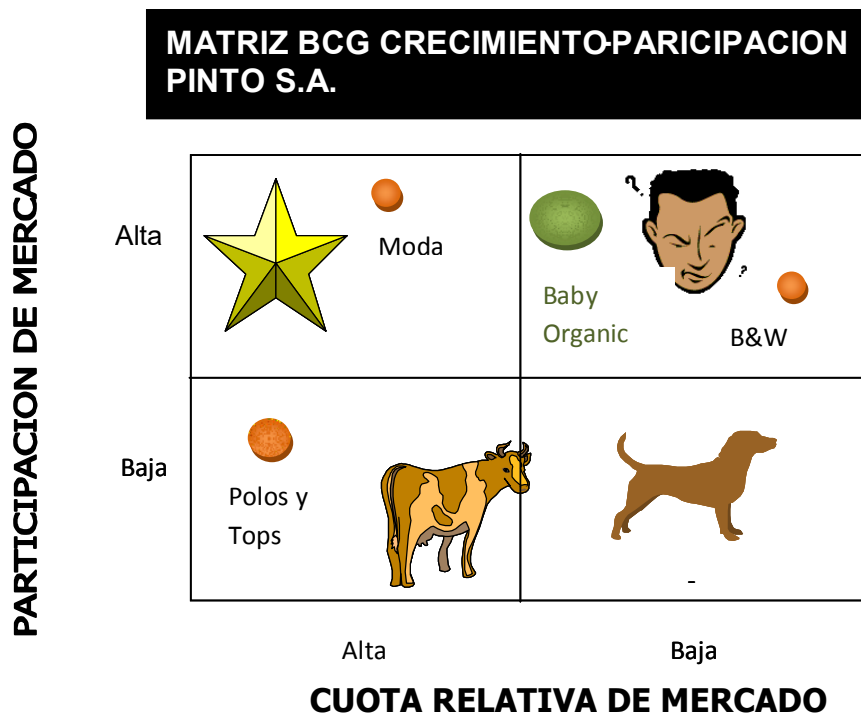 MATRIZ BCG CRECIMIENTO-PARICIPACION
PINTO S.A.
PARTICIPACION DE MERCADO
Alta
Moda
?
?
Baby
Organic
B&W
Baja
Polos y
Tops
-
Alta
Baja
CUOTA RELATIVA DE MERCADO